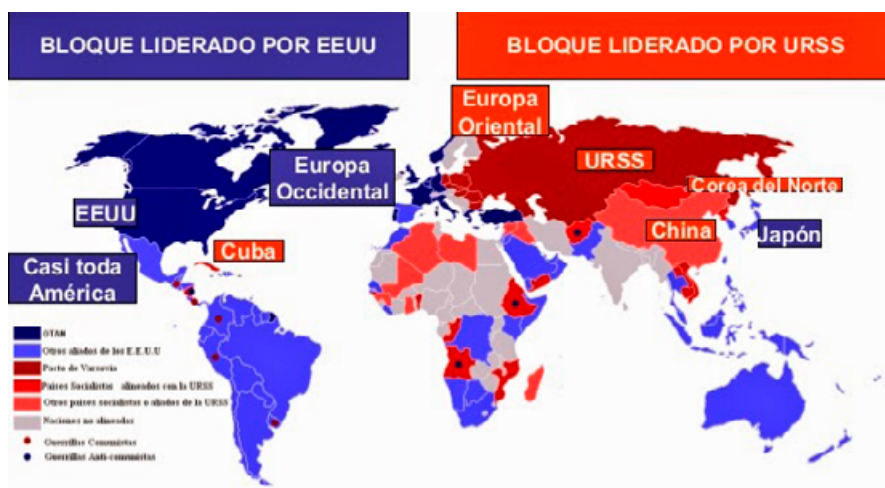 BLOQUE LIDERADO POR EEUU
BLOQUE LIDERADO POR URSS
Europa
Oriental
Europa
Occidental
URSS
Corea del Norte
EEUU
Cuba
China
Japón
Casi toda
América
OTAN
Otros aliados de los E.E.U.U
Pacto de Varsovia
Países Socialistas alineados con la URSS
Otros países socialistas o aliados de la URSS
Naciones no alineadas
Guerrillas Comunistas
Guerrillas Anti-comunistas